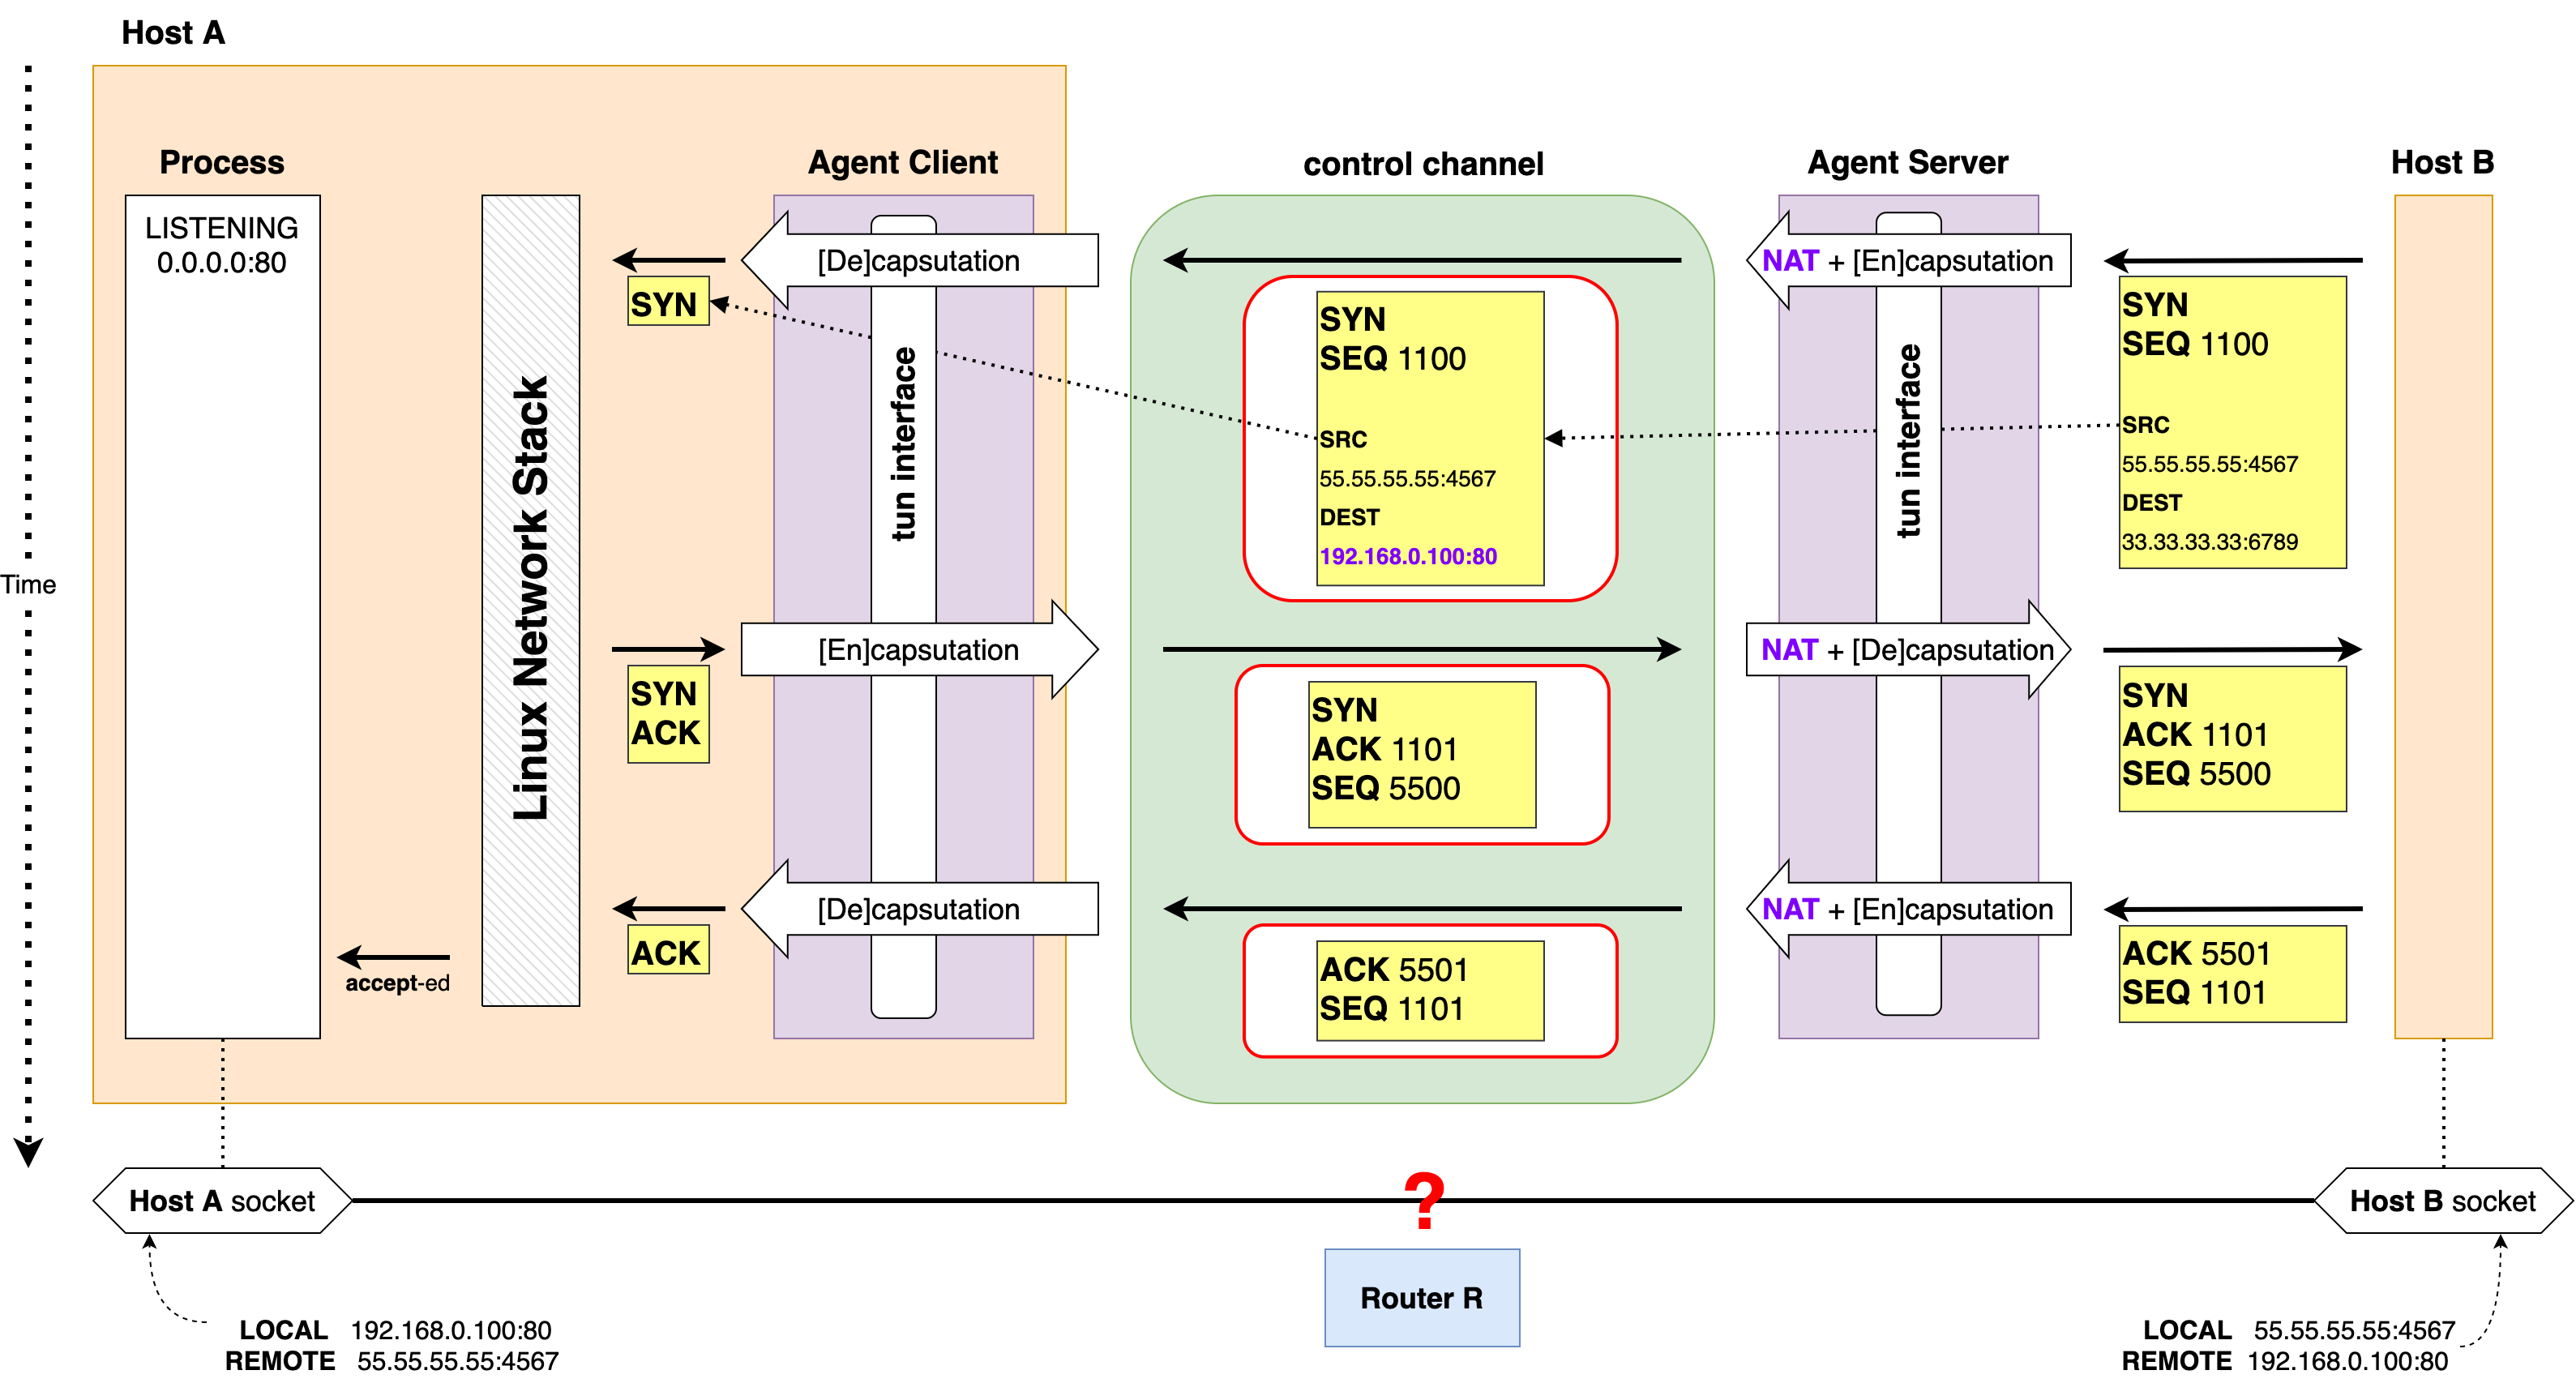 Host A
Process
Agent Client
control channel
Agent Server
Host B
LISTENING
0.0.0.0:80
[De]capsutation
NAT + [En]capsutation
SYN
SYN
SEQ 1100
SRC
55.55.55.55:4567
DEST
192.168.0.100:80
SYN
SEQ 1100
SRC
55.55.55.55:4567
DEST
33.33.33.33:6789
Linux Network Stack
tun interface
tun interface
Time
[En]capsutation
NAT + [De]capsutation
SYN
ACK
SYN
ACK 1101
SEQ 5500
SYN
ACK 1101
SEQ 5500
[De]capsutation
NAT + [En]capsutation
accept-ed
ACK
ACK 5501
SEQ 1101
ACK 5501
SEQ 1101
Host A socket
?
Host B socket
Router R
LOCAL 192.168.0.100:80
REMOTE 55.55.55.55:4567
LOCAL 55.55.55.55:4567
REMOTE 192.168.0.100:80